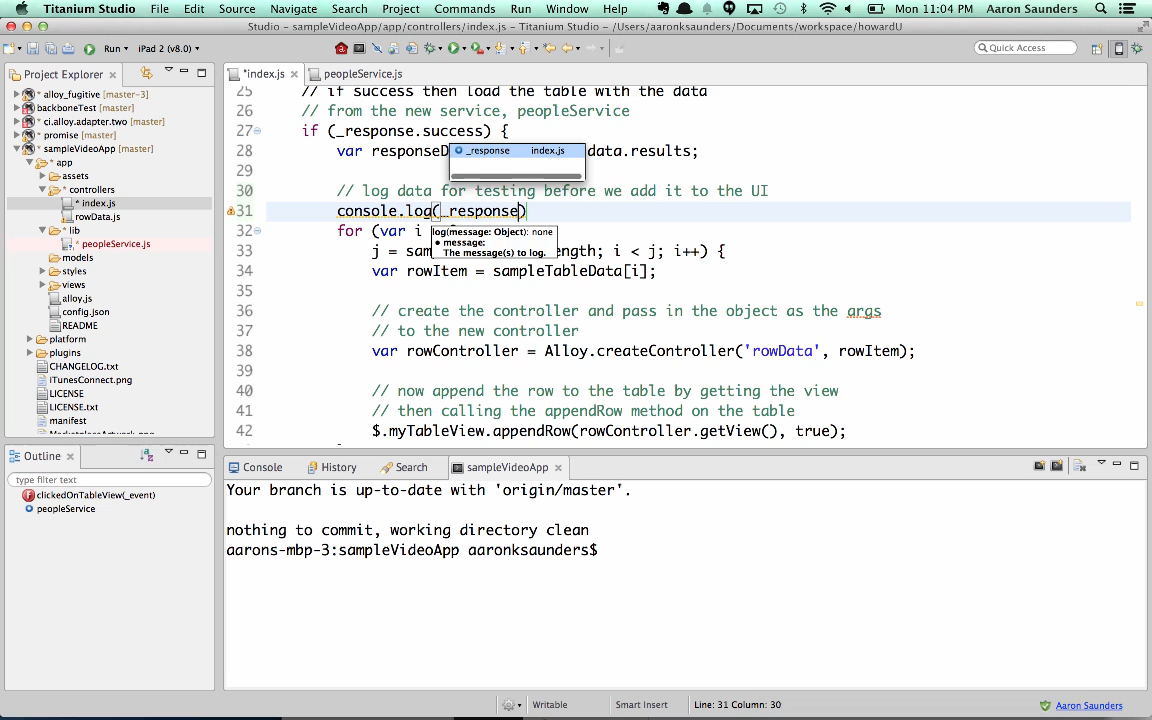 Titanium Studio File Edit Source Navigate Search Project Commands Run Window Help Mon 11:04 PM Aaron Saunders
Studio - sampleVideoApp/app/controllers/index.js - Titanium Studio - /Users/aaronksaunders/Documents/workspace/howardU
Run iPad 2 (v8.0) Quick Access
Project Explorer
* alloy_fugitive [master-3]
backboneTest [master]
* ci.alloy.adapter.two [master]
* promise [master]
sampleVideoApp [master]
* app
assets
* controllers
* index.js
rowData.js
* lib
* peopleService.js
models
styles
views
alloy.js
config.json
README
platform
plugins
CHANGELOG.txt
iTunesConnect.png
LICENSE
LICENSE.txt
manifest
Outline
type filter text
clickedOnTableView(_event)
peopleService
*index.js peopleService.js
25 // if success then load the table with the data
26 // from the new service, peopleService
27 if (_response.success) {
28 var responseD data.results;
_response index.js
29
30 // log data for testing before we add it to the UI
31 console.log(_response)
log(message: Object): none
message:
The message(s) to log.
32 for (var i
33 j = sam ngth; i < j; i++) {
34 var rowItem = sampleTableData[i];
35
36 // create the controller and pass in the object as the args
37 // to the new controller
38 var rowController = Alloy.createController('rowData', rowItem);
39
40 // now append the row to the table by getting the view
41 // then calling the appendRow method on the table
42 $.myTableView.appendRow(rowController.getView(), true);
Console History Search sampleVideoApp
Your branch is up-to-date with 'origin/master'.
nothing to commit, working directory clean
aarons-mbp-3:sampleVideoApp aaronksaunders$
Writable Smart Insert Line: 31 Column: 30 Aaron Saunders